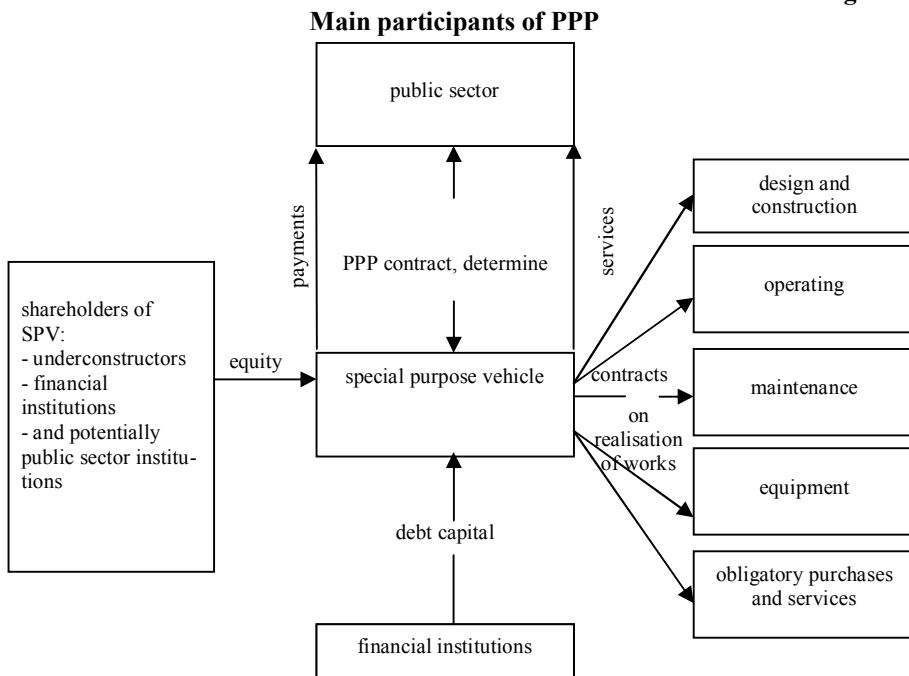 Main participants of PPP
public sector
payments
services
PPP contract, determine
design and
construction
operating
shareholders of
SPV:
- underconstructors
- financial
institutions
- and potentially
public sector institu-
tions
equity
special purpose vehicle
contracts
on
realisation
of works
maintenance
equipment
debt capital
obligatory purchases
and services
financial institutions